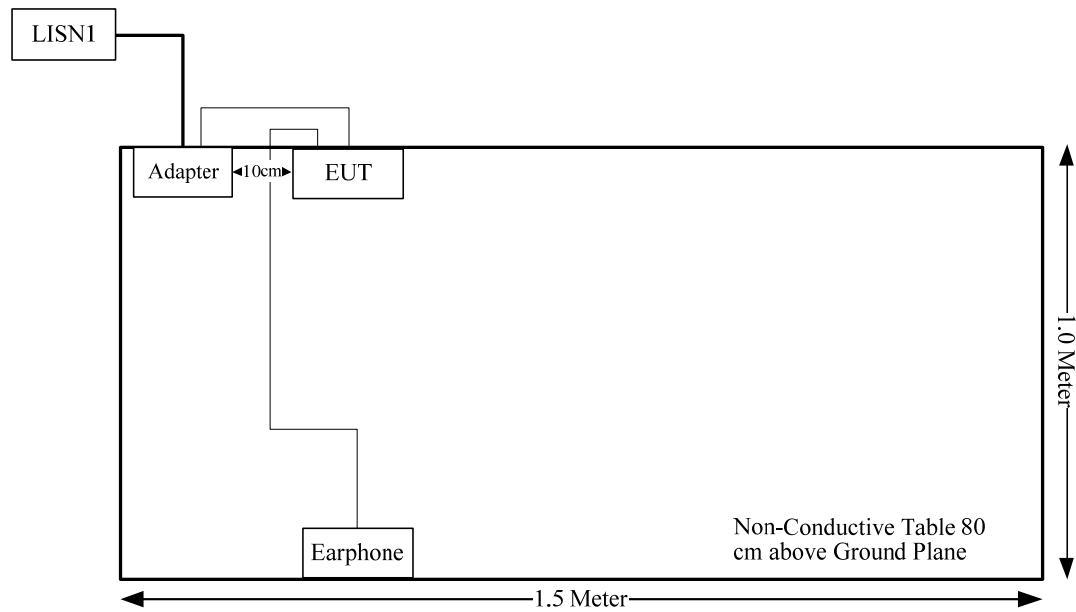 LISN1
Adapter
10cm
EUT
1.0 Meter
Earphone
Non-Conductive Table 80
cm above Ground Plane
1.5 Meter